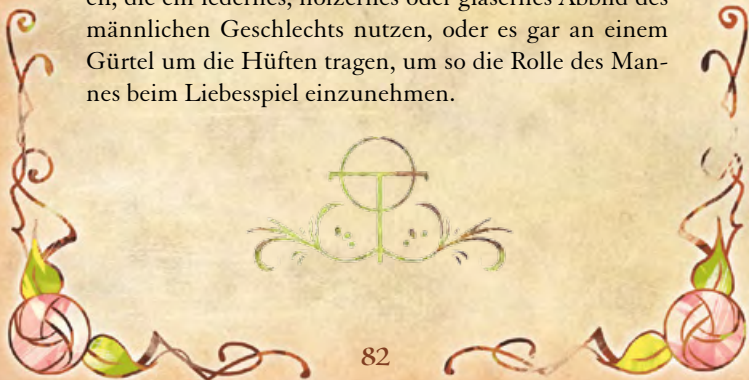 en, die ein ledernes, hölzernes oder gläsernes Abbild des
männlichen Geschlechts nutzen, oder es gar an einem
Gürtel um die Hüften tragen, um so die Rolle des Man-
nes beim Liebesspiel einzunehmen.
82